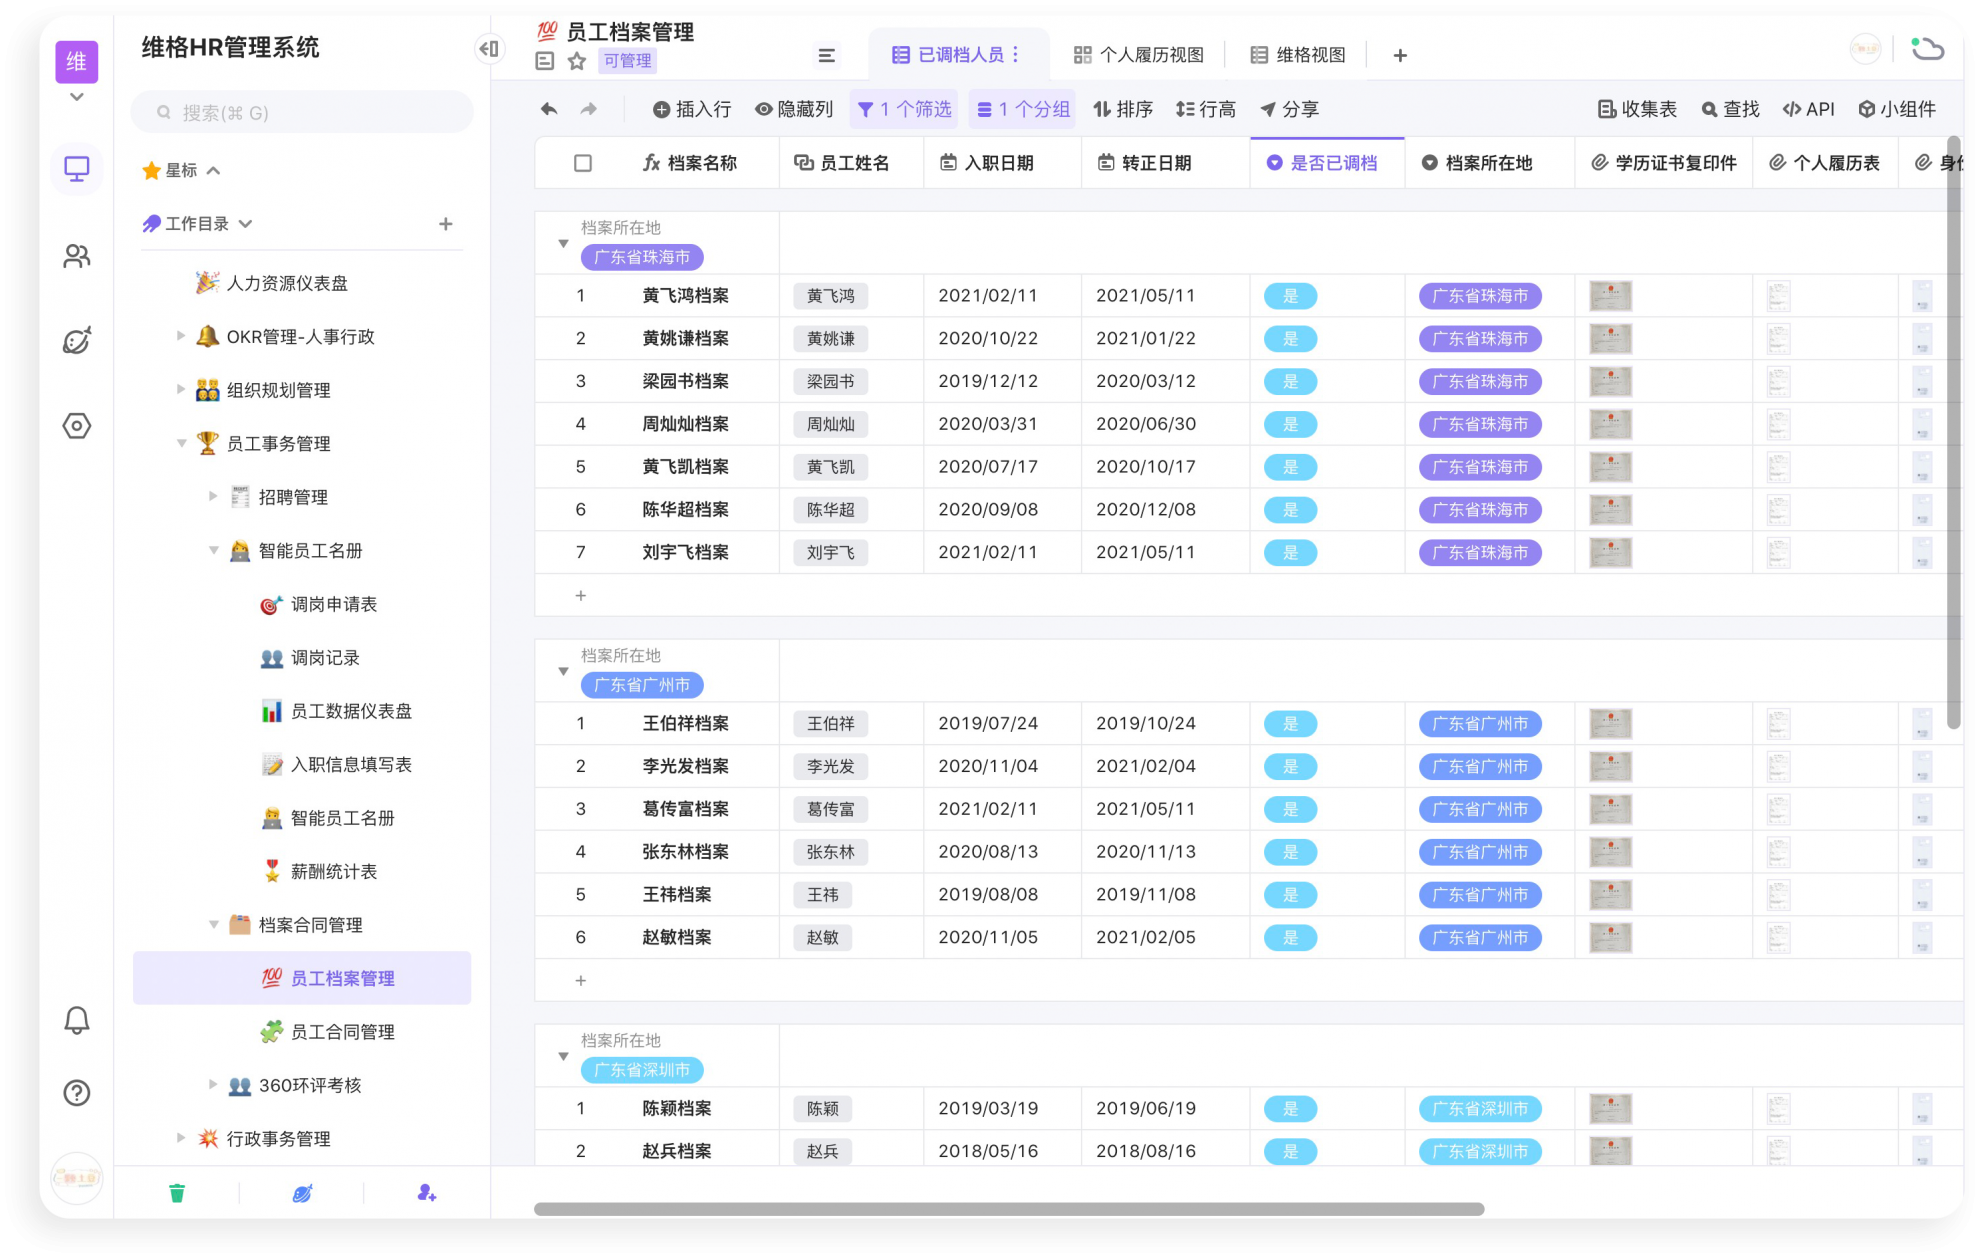 维
维格HR管理系统
搜索(⌘ G)
星标
工作目录
人力资源仪表盘
OKR管理-人事行政
组织规划管理
员工事务管理
招聘管理
智能员工名册
调岗申请表
调岗记录
员工数据仪表盘
入职信息填写表
智能员工名册
薪酬统计表
档案合同管理
员工档案管理
员工合同管理
360环评考核
行政事务管理
员工档案管理
可管理
已调档人员 个人履历视图 维格视图
插入行 隐藏列 1 个筛选 1 个分组 排序 行高 分享 收集表 查找 API 小组件
档案名称 员工姓名 入职日期 转正日期 是否已调档 档案所在地 学历证书复印件 个人履历表
档案所在地
广东省珠海市
1 黄飞鸿档案 黄飞鸿 2021/02/11 2021/05/11 是 广东省珠海市
2 黄姚谦档案 黄姚谦 2020/10/22 2021/01/22 是 广东省珠海市
3 梁园书档案 梁园书 2019/12/12 2020/03/12 是 广东省珠海市
4 周灿灿档案 周灿灿 2020/03/31 2020/06/30 是 广东省珠海市
5 黄飞凯档案 黄飞凯 2020/07/17 2020/10/17 是 广东省珠海市
6 陈华超档案 陈华超 2020/09/08 2020/12/08 是 广东省珠海市
7 刘宇飞档案 刘宇飞 2021/02/11 2021/05/11 是 广东省珠海市
档案所在地
广东省广州市
1 王伯祥档案 王伯祥 2019/07/24 2019/10/24 是 广东省广州市
2 李光发档案 李光发 2020/11/04 2021/02/04 是 广东省广州市
3 葛传富档案 葛传富 2021/02/11 2021/05/11 是 广东省广州市
4 张东林档案 张东林 2020/08/13 2020/11/13 是 广东省广州市
5 王祎档案 王祎 2019/08/08 2019/11/08 是 广东省广州市
6 赵敏档案 赵敏 2020/11/05 2021/02/05 是 广东省广州市
档案所在地
广东省深圳市
1 陈颖档案 陈颖 2019/03/19 2019/06/19 是 广东省深圳市
2 赵兵档案 赵兵 2018/05/16 2018/08/16 是 广东省深圳市